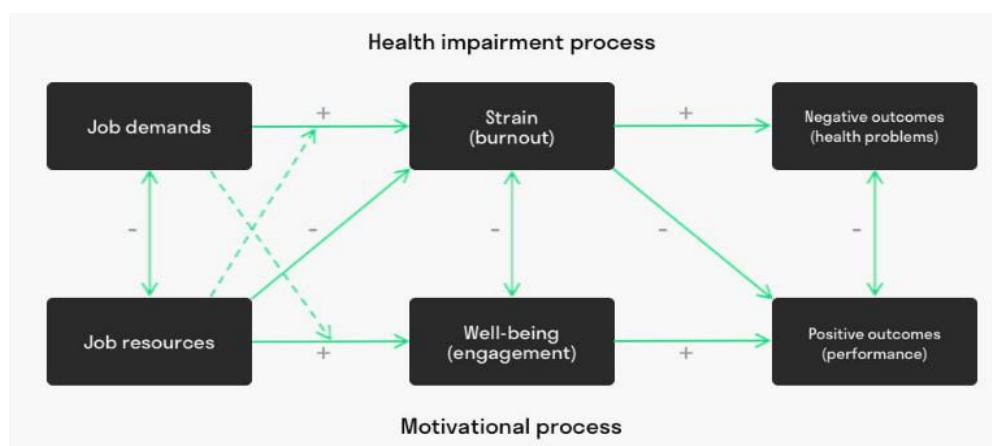 Health impairment process
Job demands
+
Strain
(burnout)
+
Negative outcomes
(health problems)
-
-
-
-
-
Job resources
+
Well-being
(engagement)
+
Positive outcomes
(performance)
Motivational process